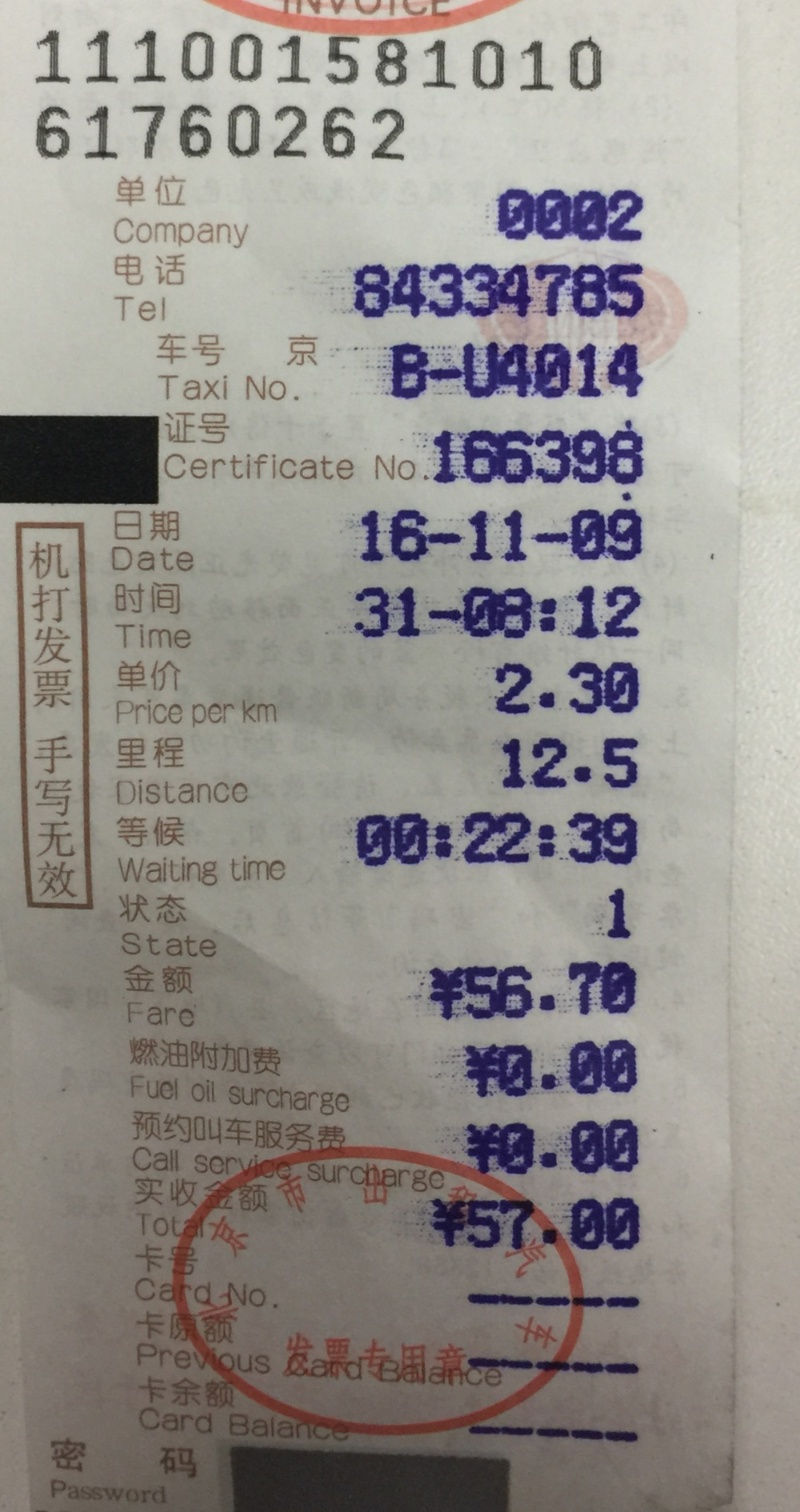 INVOICE
111001581010
61760262
单位 0002
Company
电话 84334785
Tel
车号 京 B-U4014
Taxi No.
证号 166398
Certificate No.
日期 16-11-09
Date
时间 31-08:12
Time
单价 2.30
Price per km
里程 12.5
Distance
等候 00:22:39
Waiting time
状态 1
State
金额 ¥56.70
Fare
燃油附加费 ¥0.00
Fuel oil surcharge
预约叫车服务费 ¥0.00
Call service surcharge
实收金额 ¥57.00
Total
卡号
Card No. -----
卡原额
Previous Card Balance -----
卡余额
Card Balance -----
密 码
Password
机打发票 手写无效
北京市出租汽车
发票专用章